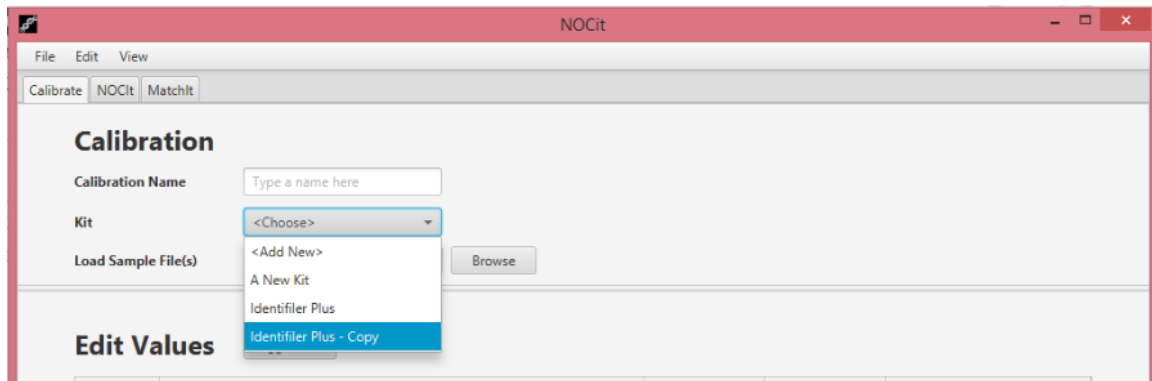 NOCit
File Edit View
Calibrate NOCIt MatchIt
Calibration
Calibration Name Type a name here
Kit <Choose>
<Add New>
Load Sample File(s) Browse
A New Kit
Identifiler Plus
Identifiler Plus - Copy
Edit Values